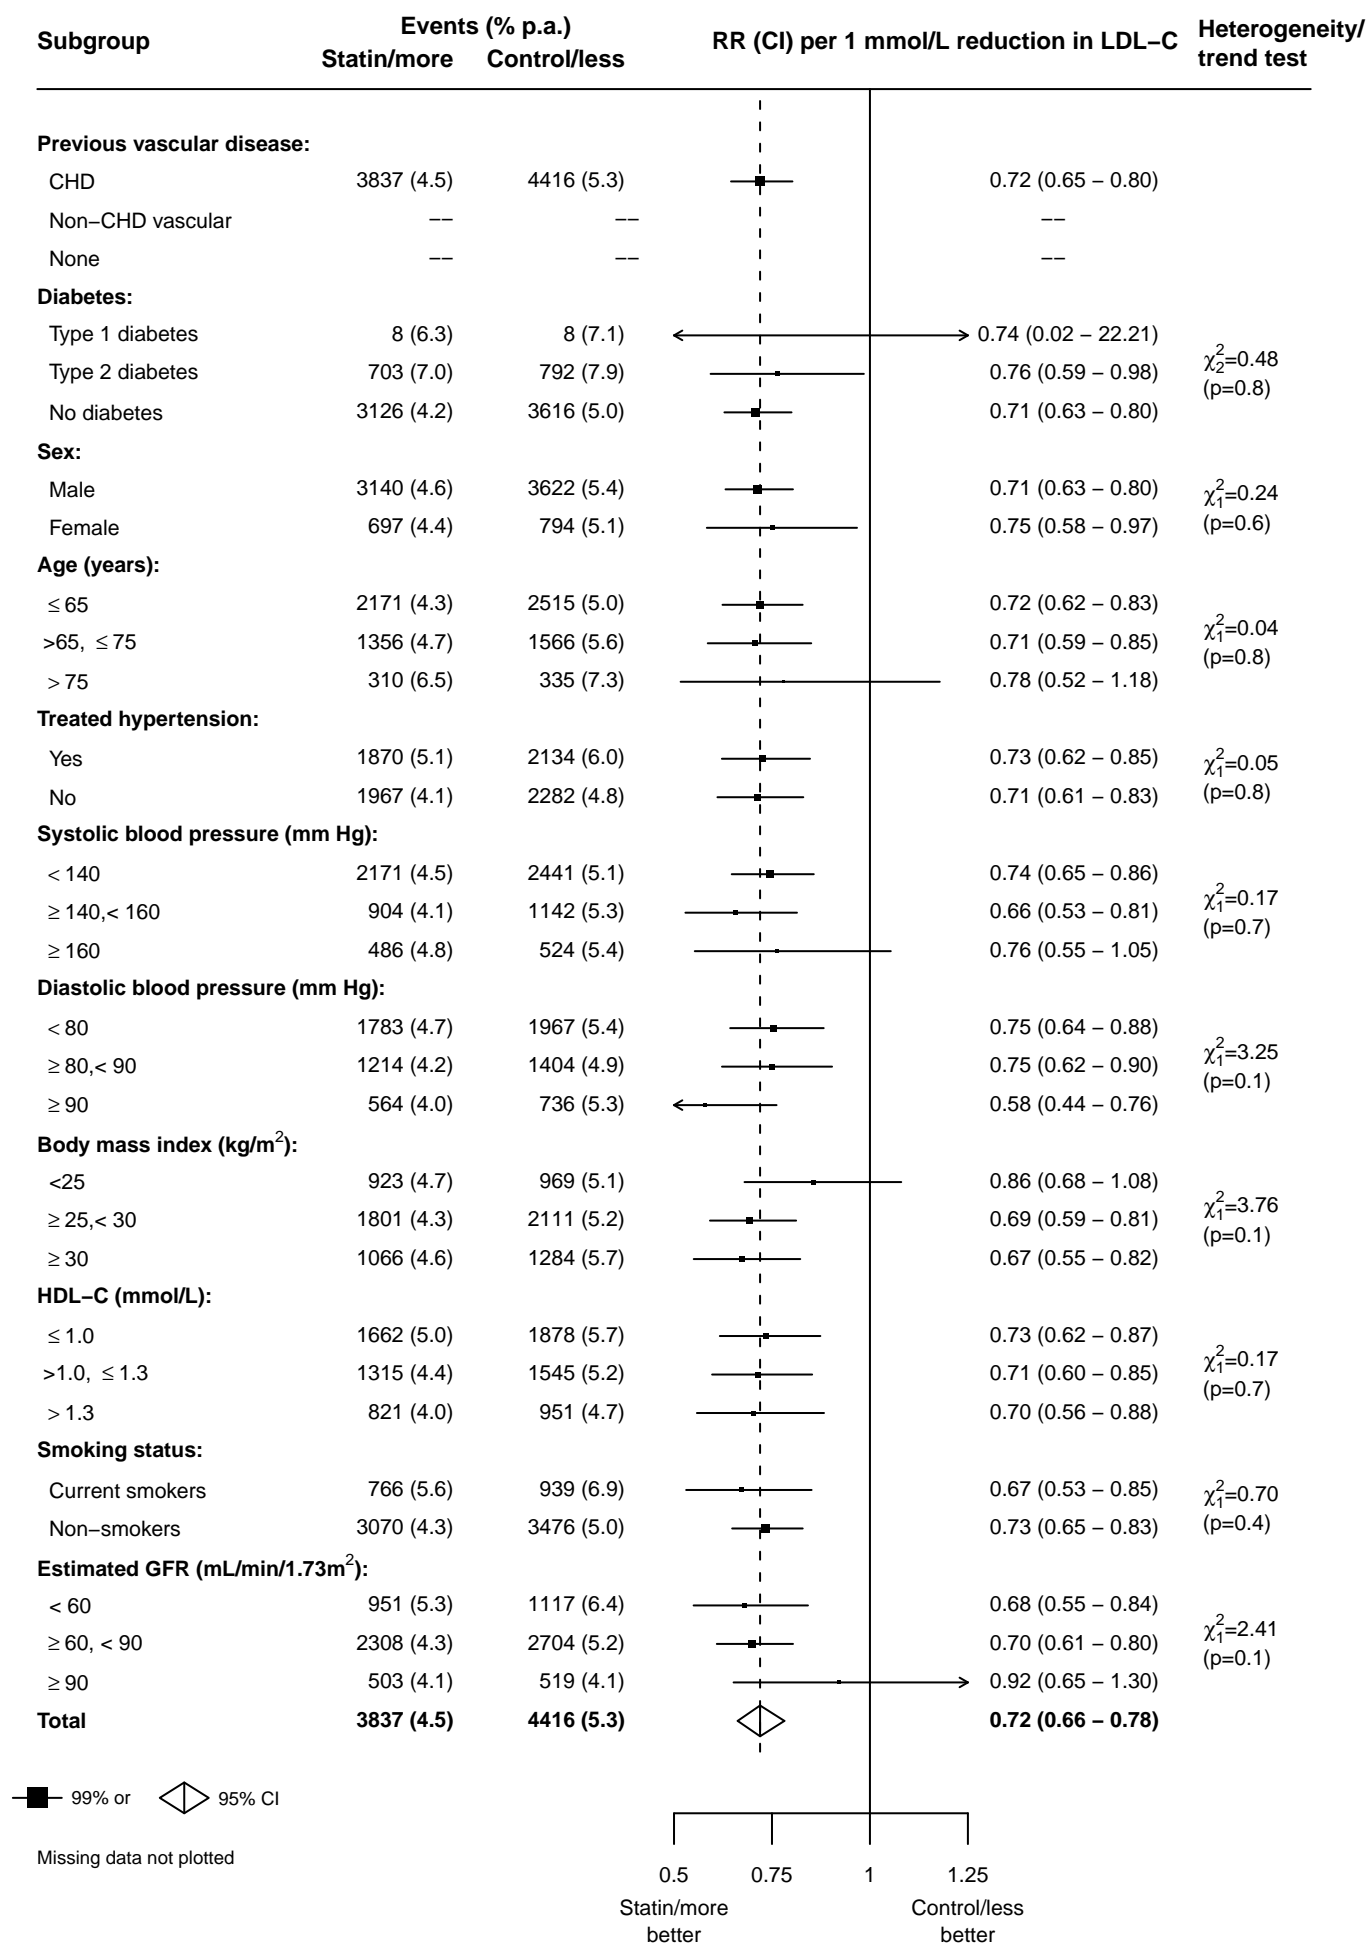 Subgroup Events (% p.a.) RR (CI) per 1 mmol/L reduction in LDL−C Heterogeneity/
Statin/more Control/less trend test
Previous vascular disease:
CHD 3837 (4.5) 4416 (5.3) 0.72 (0.65 − 0.80)
Non−CHD vascular −− −− −−
None −− −− −−
Diabetes:
Type 1 diabetes 8 (6.3) 8 (7.1) 0.74 (0.02 − 22.21)
χ²₂=0.48
Type 2 diabetes 703 (7.0) 792 (7.9) 0.76 (0.59 − 0.98)
(p=0.8)
No diabetes 3126 (4.2) 3616 (5.0) 0.71 (0.63 − 0.80)
Sex:
Male 3140 (4.6) 3622 (5.4) 0.71 (0.63 − 0.80) χ²₁=0.24
Female 697 (4.4) 794 (5.1) 0.75 (0.58 − 0.97) (p=0.6)
Age (years):
≤ 65 2171 (4.3) 2515 (5.0) 0.72 (0.62 − 0.83)
χ²₁=0.04
>65, ≤ 75 1356 (4.7) 1566 (5.6) 0.71 (0.59 − 0.85)
(p=0.8)
> 75 310 (6.5) 335 (7.3) 0.78 (0.52 − 1.18)
Treated hypertension:
Yes 1870 (5.1) 2134 (6.0) 0.73 (0.62 − 0.85) χ²₁=0.05
No 1967 (4.1) 2282 (4.8) 0.71 (0.61 − 0.83) (p=0.8)
Systolic blood pressure (mm Hg):
< 140 2171 (4.5) 2441 (5.1) 0.74 (0.65 − 0.86)
χ²₁=0.17
≥ 140,< 160 904 (4.1) 1142 (5.3) 0.66 (0.53 − 0.81)
(p=0.7)
≥ 160 486 (4.8) 524 (5.4) 0.76 (0.55 − 1.05)
Diastolic blood pressure (mm Hg):
< 80 1783 (4.7) 1967 (5.4) 0.75 (0.64 − 0.88)
χ²₁=3.25
≥ 80,< 90 1214 (4.2) 1404 (4.9) 0.75 (0.62 − 0.90)
(p=0.1)
≥ 90 564 (4.0) 736 (5.3) 0.58 (0.44 − 0.76)
Body mass index (kg/m²):
<25 923 (4.7) 969 (5.1) 0.86 (0.68 − 1.08)
χ²₁=3.76
≥ 25,< 30 1801 (4.3) 2111 (5.2) 0.69 (0.59 − 0.81)
(p=0.1)
≥ 30 1066 (4.6) 1284 (5.7) 0.67 (0.55 − 0.82)
HDL−C (mmol/L):
≤ 1.0 1662 (5.0) 1878 (5.7) 0.73 (0.62 − 0.87)
χ²₁=0.17
>1.0, ≤ 1.3 1315 (4.4) 1545 (5.2) 0.71 (0.60 − 0.85)
(p=0.7)
> 1.3 821 (4.0) 951 (4.7) 0.70 (0.56 − 0.88)
Smoking status:
Current smokers 766 (5.6) 939 (6.9) 0.67 (0.53 − 0.85) χ²₁=0.70
Non−smokers 3070 (4.3) 3476 (5.0) 0.73 (0.65 − 0.83) (p=0.4)
Estimated GFR (mL/min/1.73m²):
< 60 951 (5.3) 1117 (6.4) 0.68 (0.55 − 0.84)
χ²₁=2.41
≥ 60, < 90 2308 (4.3) 2704 (5.2) 0.70 (0.61 − 0.80)
(p=0.1)
≥ 90 503 (4.1) 519 (4.1) 0.92 (0.65 − 1.30)
Total 3837 (4.5) 4416 (5.3) 0.72 (0.66 − 0.78)
99% or 95% CI
Missing data not plotted
0.5 0.75 1 1.25
Statin/more Control/less
better better